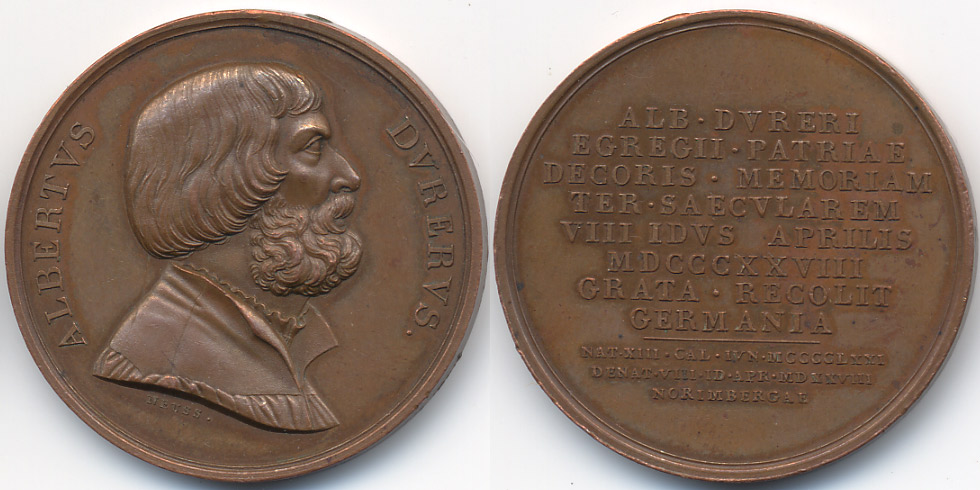 ALBERTVS DVRERVS.
NEUSS.
ALB · DVRERI
EGREGII · PATRIAE
DECORIS · MEMORIAM
TER · SAECVLAREM
VIII IDVS APRILIS
MDCCCXXVIII
GRATA · RECOLIT
GERMANIA
NAT · XIII · CAL · IVN · MCCCCLXXI
DENAT · VIII · ID · APR · MDXXVIII
NORIMBERGAE